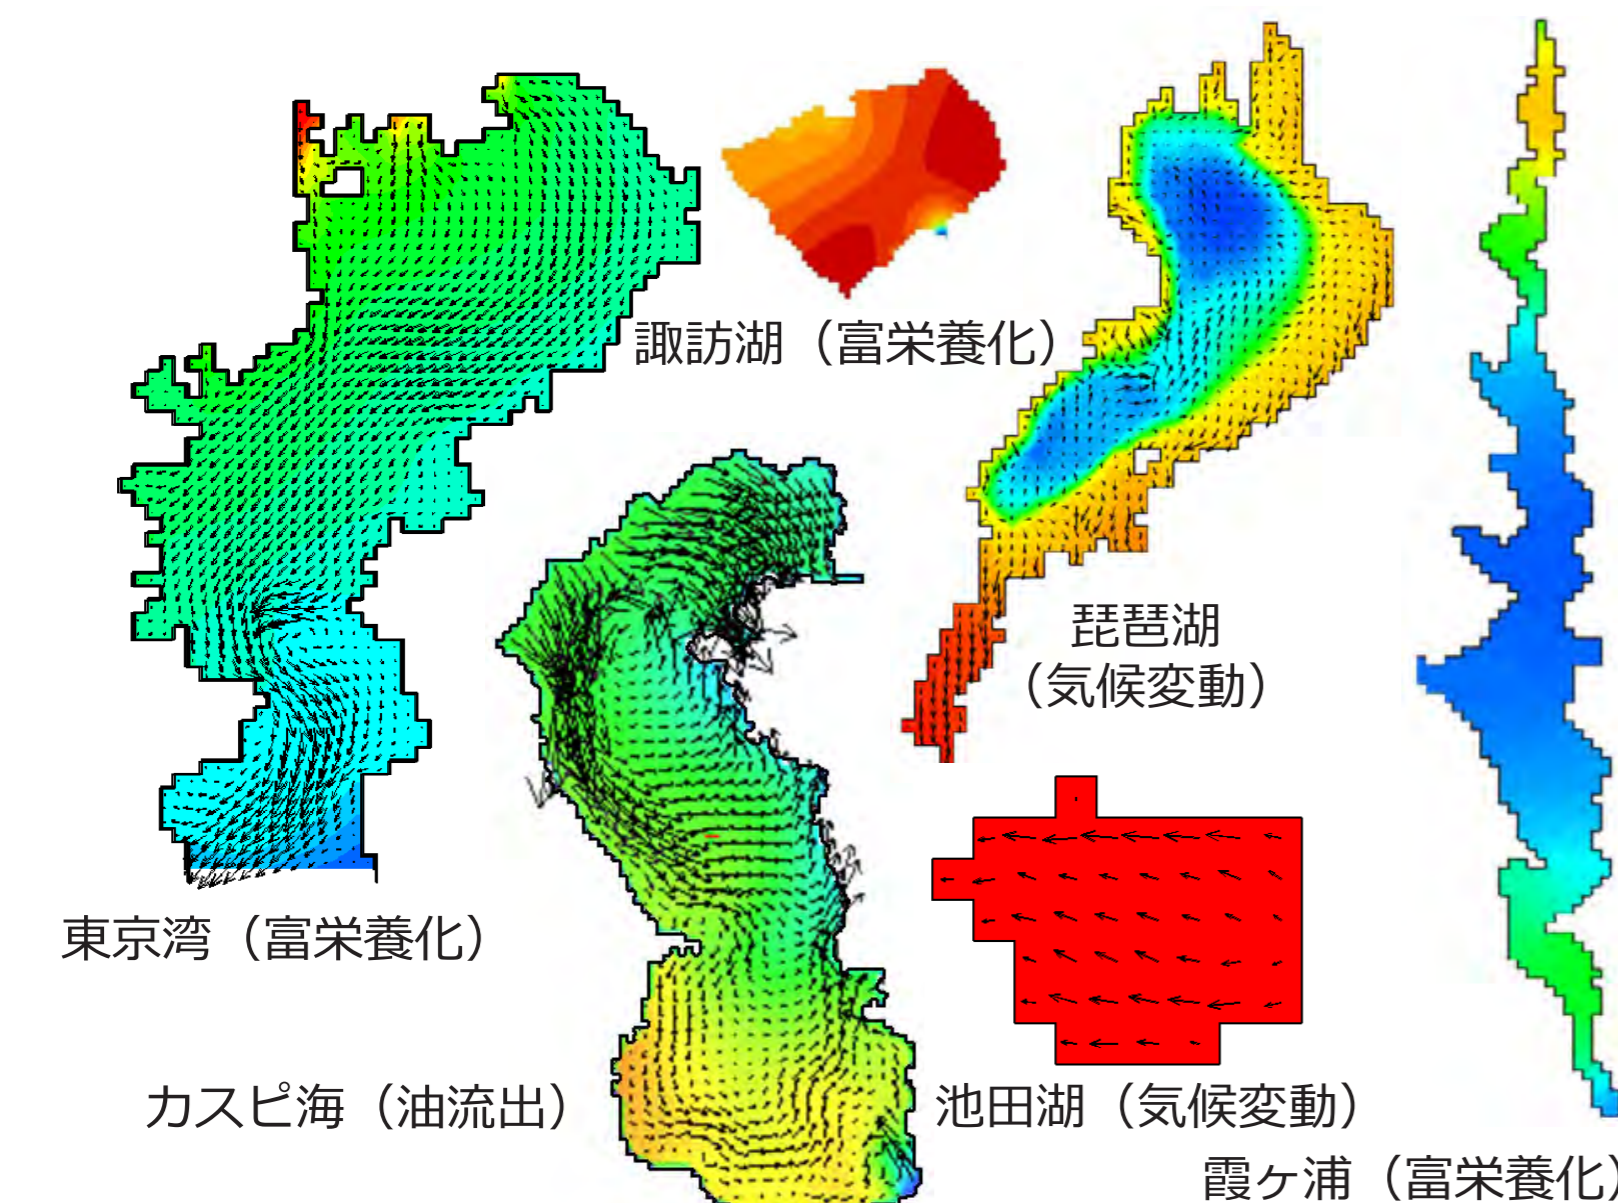 諏訪湖（富栄養化）
琵琶湖
（気候変動）
東京湾（富栄養化）
カスピ海（油流出）
池田湖（気候変動）
霞ヶ浦（富栄養化）